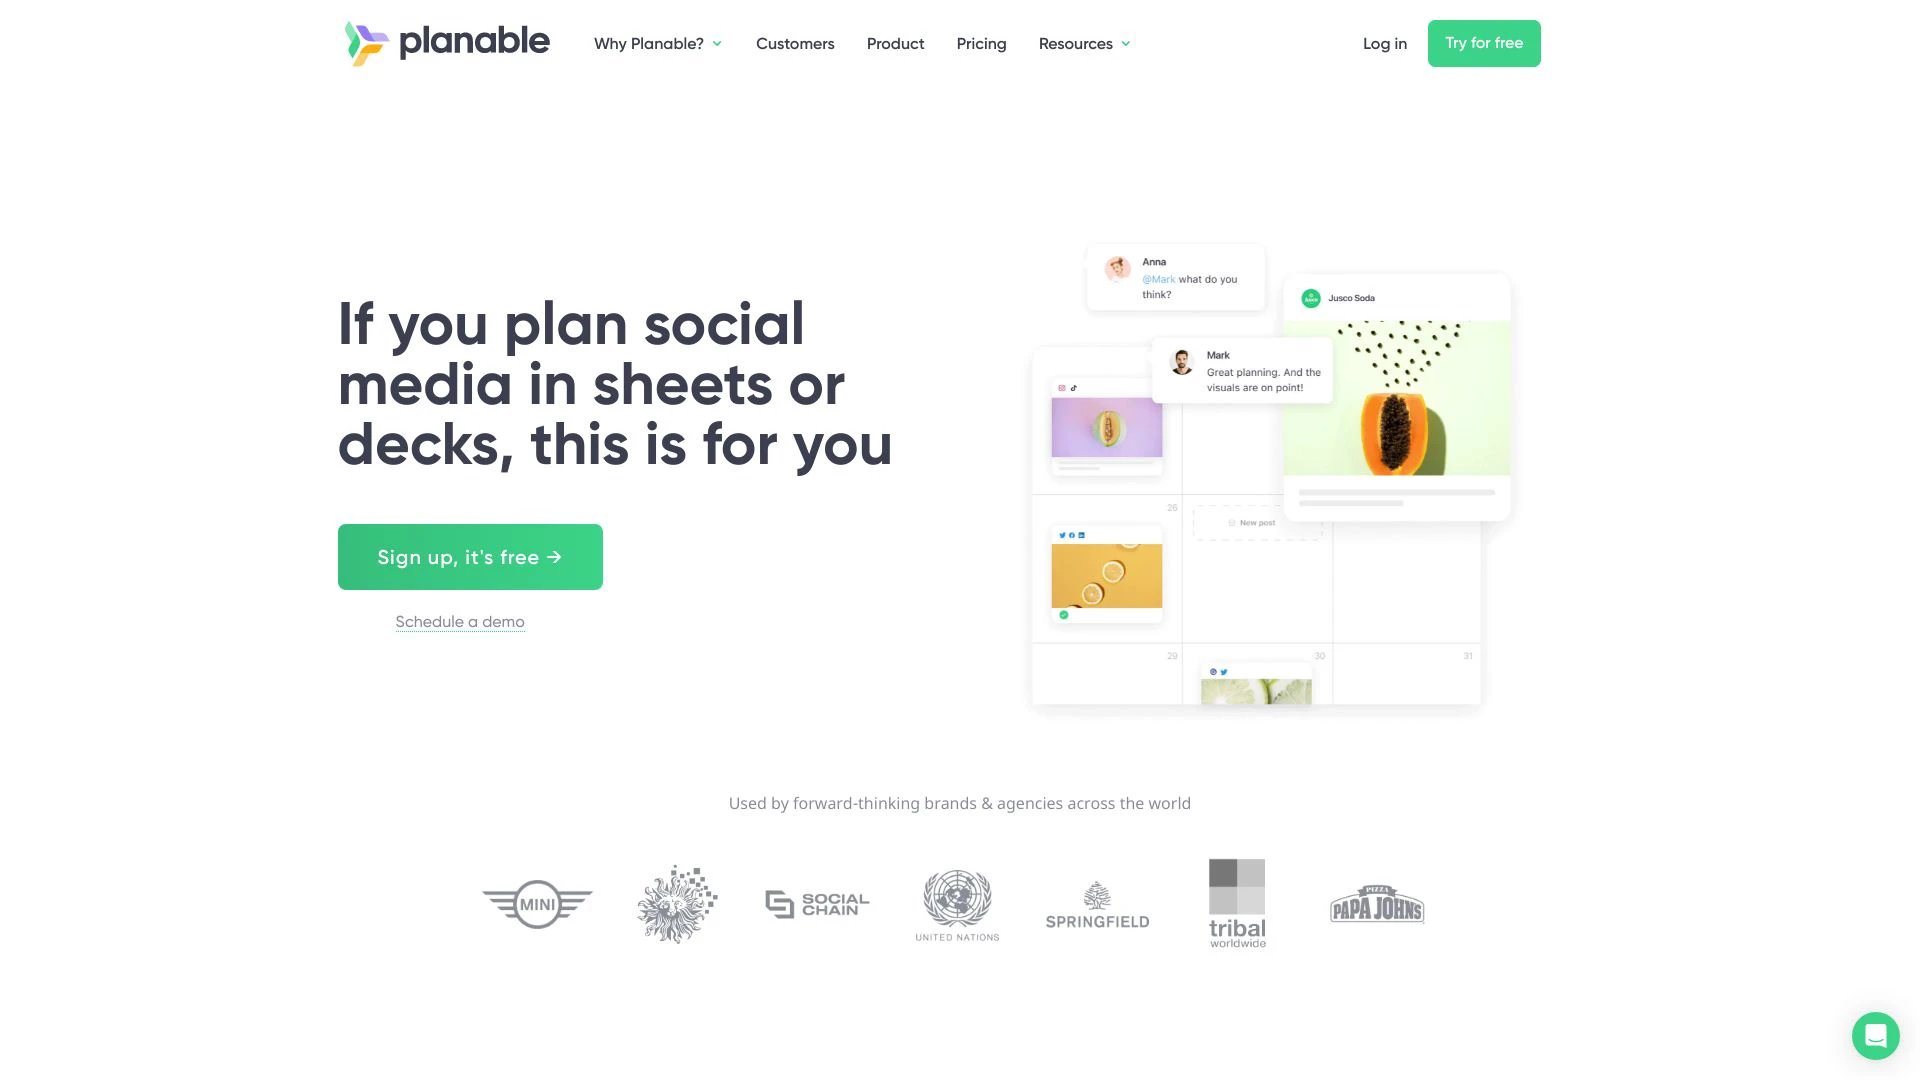 planable
Why Planable?
Customers
Product
Pricing
Resources
Log in
Try for free
If you plan social
media in sheets or
decks, this is for you
Sign up, it's free →
Schedule a demo
Anna
@Mark what do you
think?
Jusco Soda
Mark
Great planning. And the
visuals are on point!
26
New post
29
30
31
Used by forward-thinking brands & agencies across the world
MINI
SOCIAL
CHAIN
UNITED NATIONS
SPRINGFIELD
tribal
worldwide
PIZZA
PAPA JOHNS